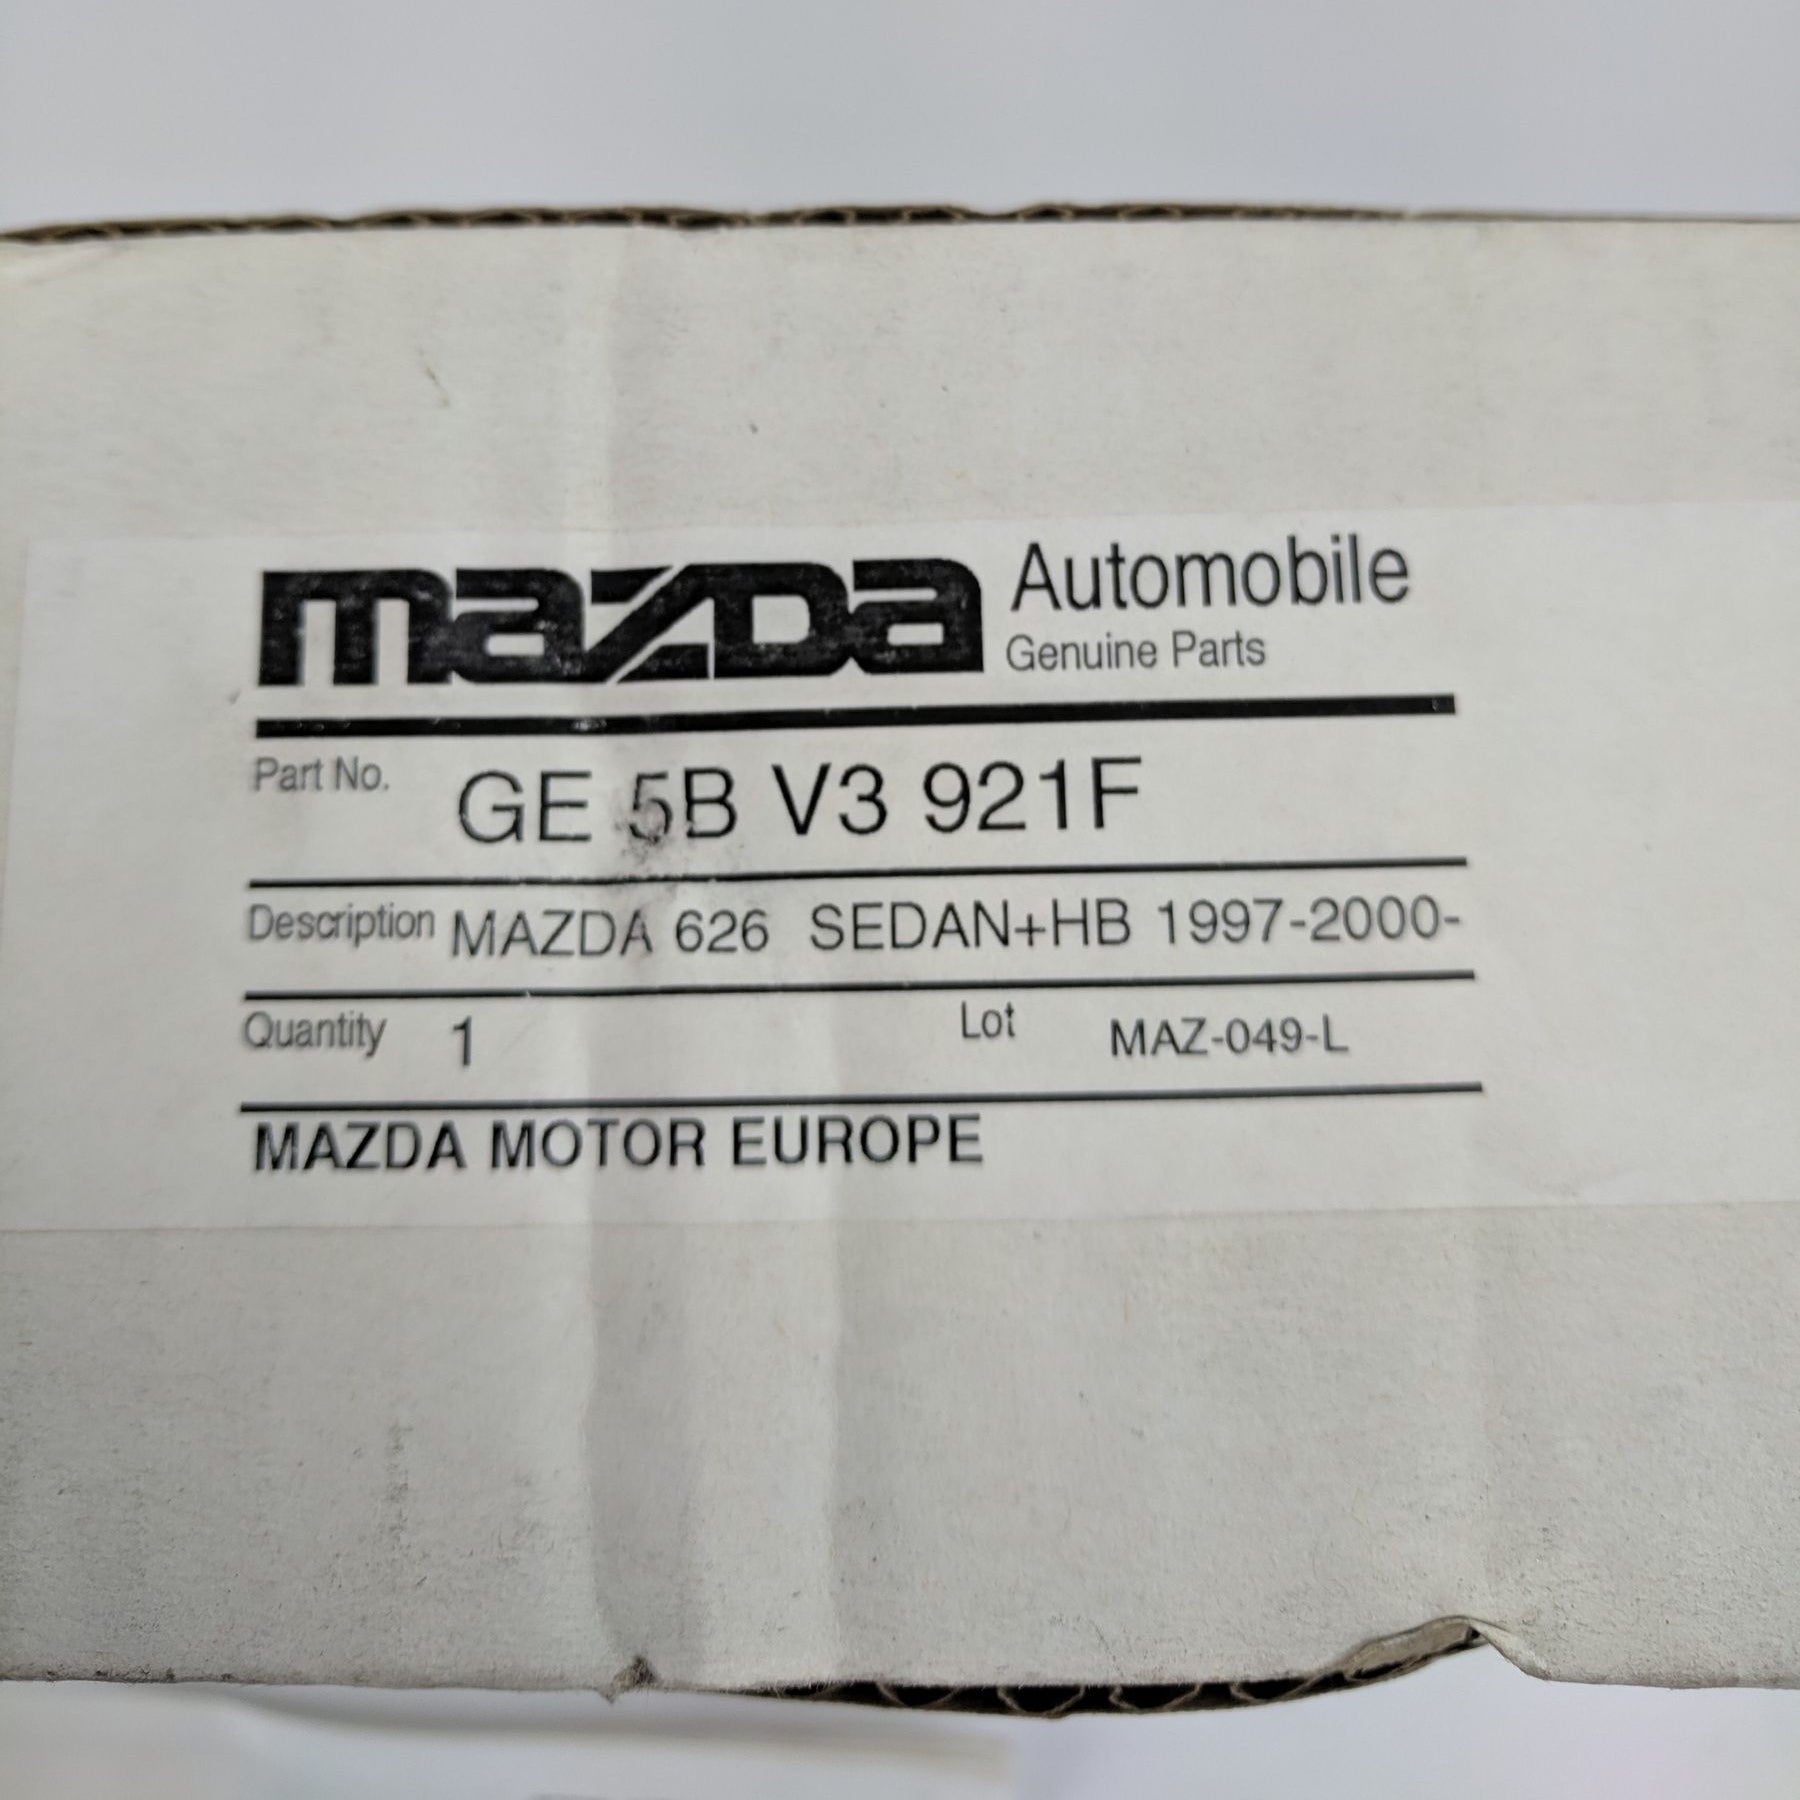 mazda Automobile
Genuine Parts
Part No. GE 5B V3 921F
Description MAZDA 626 SEDAN+HB 1997-2000-
Quantity 1 Lot MAZ-049-L
MAZDA MOTOR EUROPE